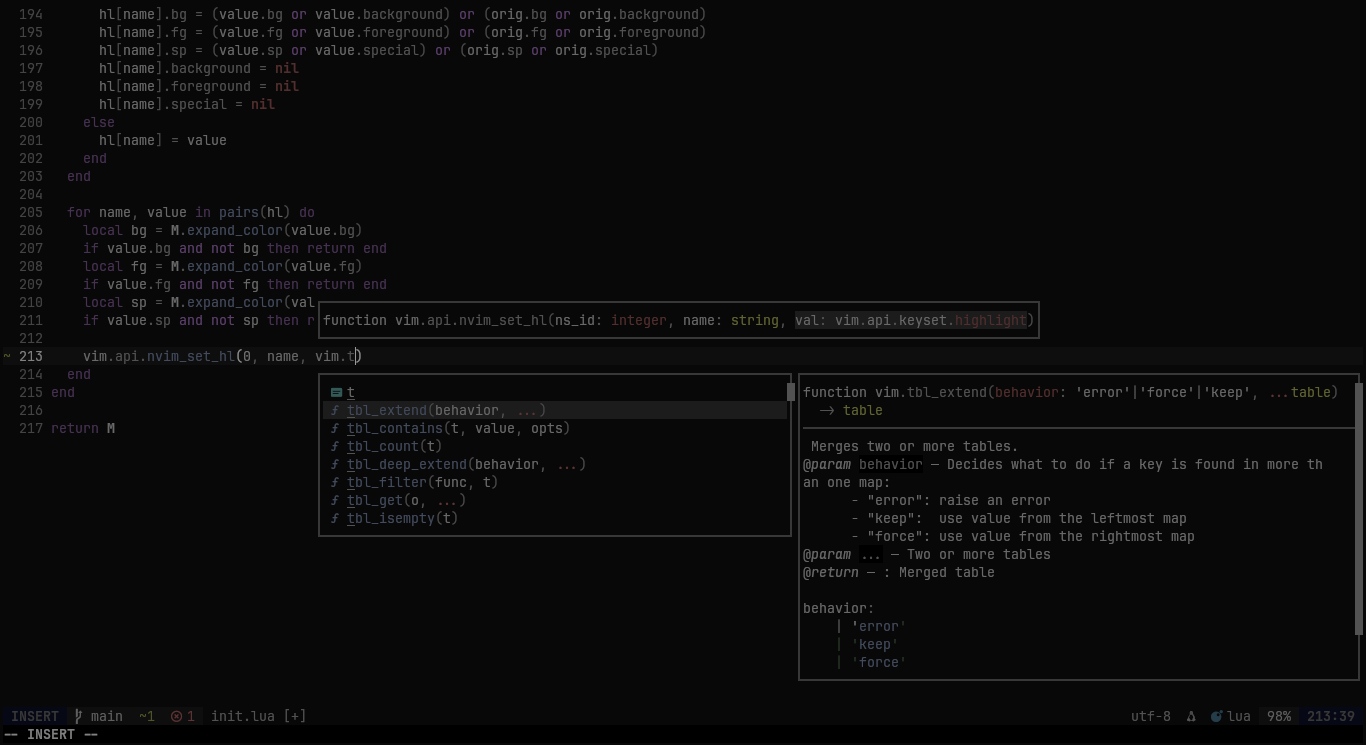 194 hl[name].bg = (value.bg or value.background) or (orig.bg or orig.background)
195 hl[name].fg = (value.fg or value.foreground) or (orig.fg or orig.foreground)
196 hl[name].sp = (value.sp or value.special) or (orig.sp or orig.special)
197 hl[name].background = nil
198 hl[name].foreground = nil
199 hl[name].special = nil
200 else
201 hl[name] = value
202 end
203 end
204
205 for name, value in pairs(hl) do
206 local bg = M.expand_color(value.bg)
207 if value.bg and not bg then return end
208 local fg = M.expand_color(value.fg)
209 if value.fg and not fg then return end
210 local sp = M.expand_color(val
211 if value.sp and not sp then r
function vim.api.nvim_set_hl(ns_id: integer, name: string, val: vim.api.keyset.highlight)
212
~ 213 vim.api.nvim_set_hl(0, name, vim.t)
214 end
215 end
216
217 return M
t
f tbl_extend(behavior, ...)
f tbl_contains(t, value, opts)
f tbl_count(t)
f tbl_deep_extend(behavior, ...)
f tbl_filter(func, t)
f tbl_get(o, ...)
f tbl_isempty(t)
function vim.tbl_extend(behavior: 'error'|'force'|'keep', ...table)
→ table
Merges two or more tables.
@param behavior — Decides what to do if a key is found in more th
an one map:
- "error": raise an error
- "keep":  use value from the leftmost map
- "force": use value from the rightmost map
@param ... — Two or more tables
@return — : Merged table
behavior:
| 'error'
| 'keep'
| 'force'
INSERT main ~1 1 init.lua [+] utf-8 lua 98% 213:39
-- INSERT --